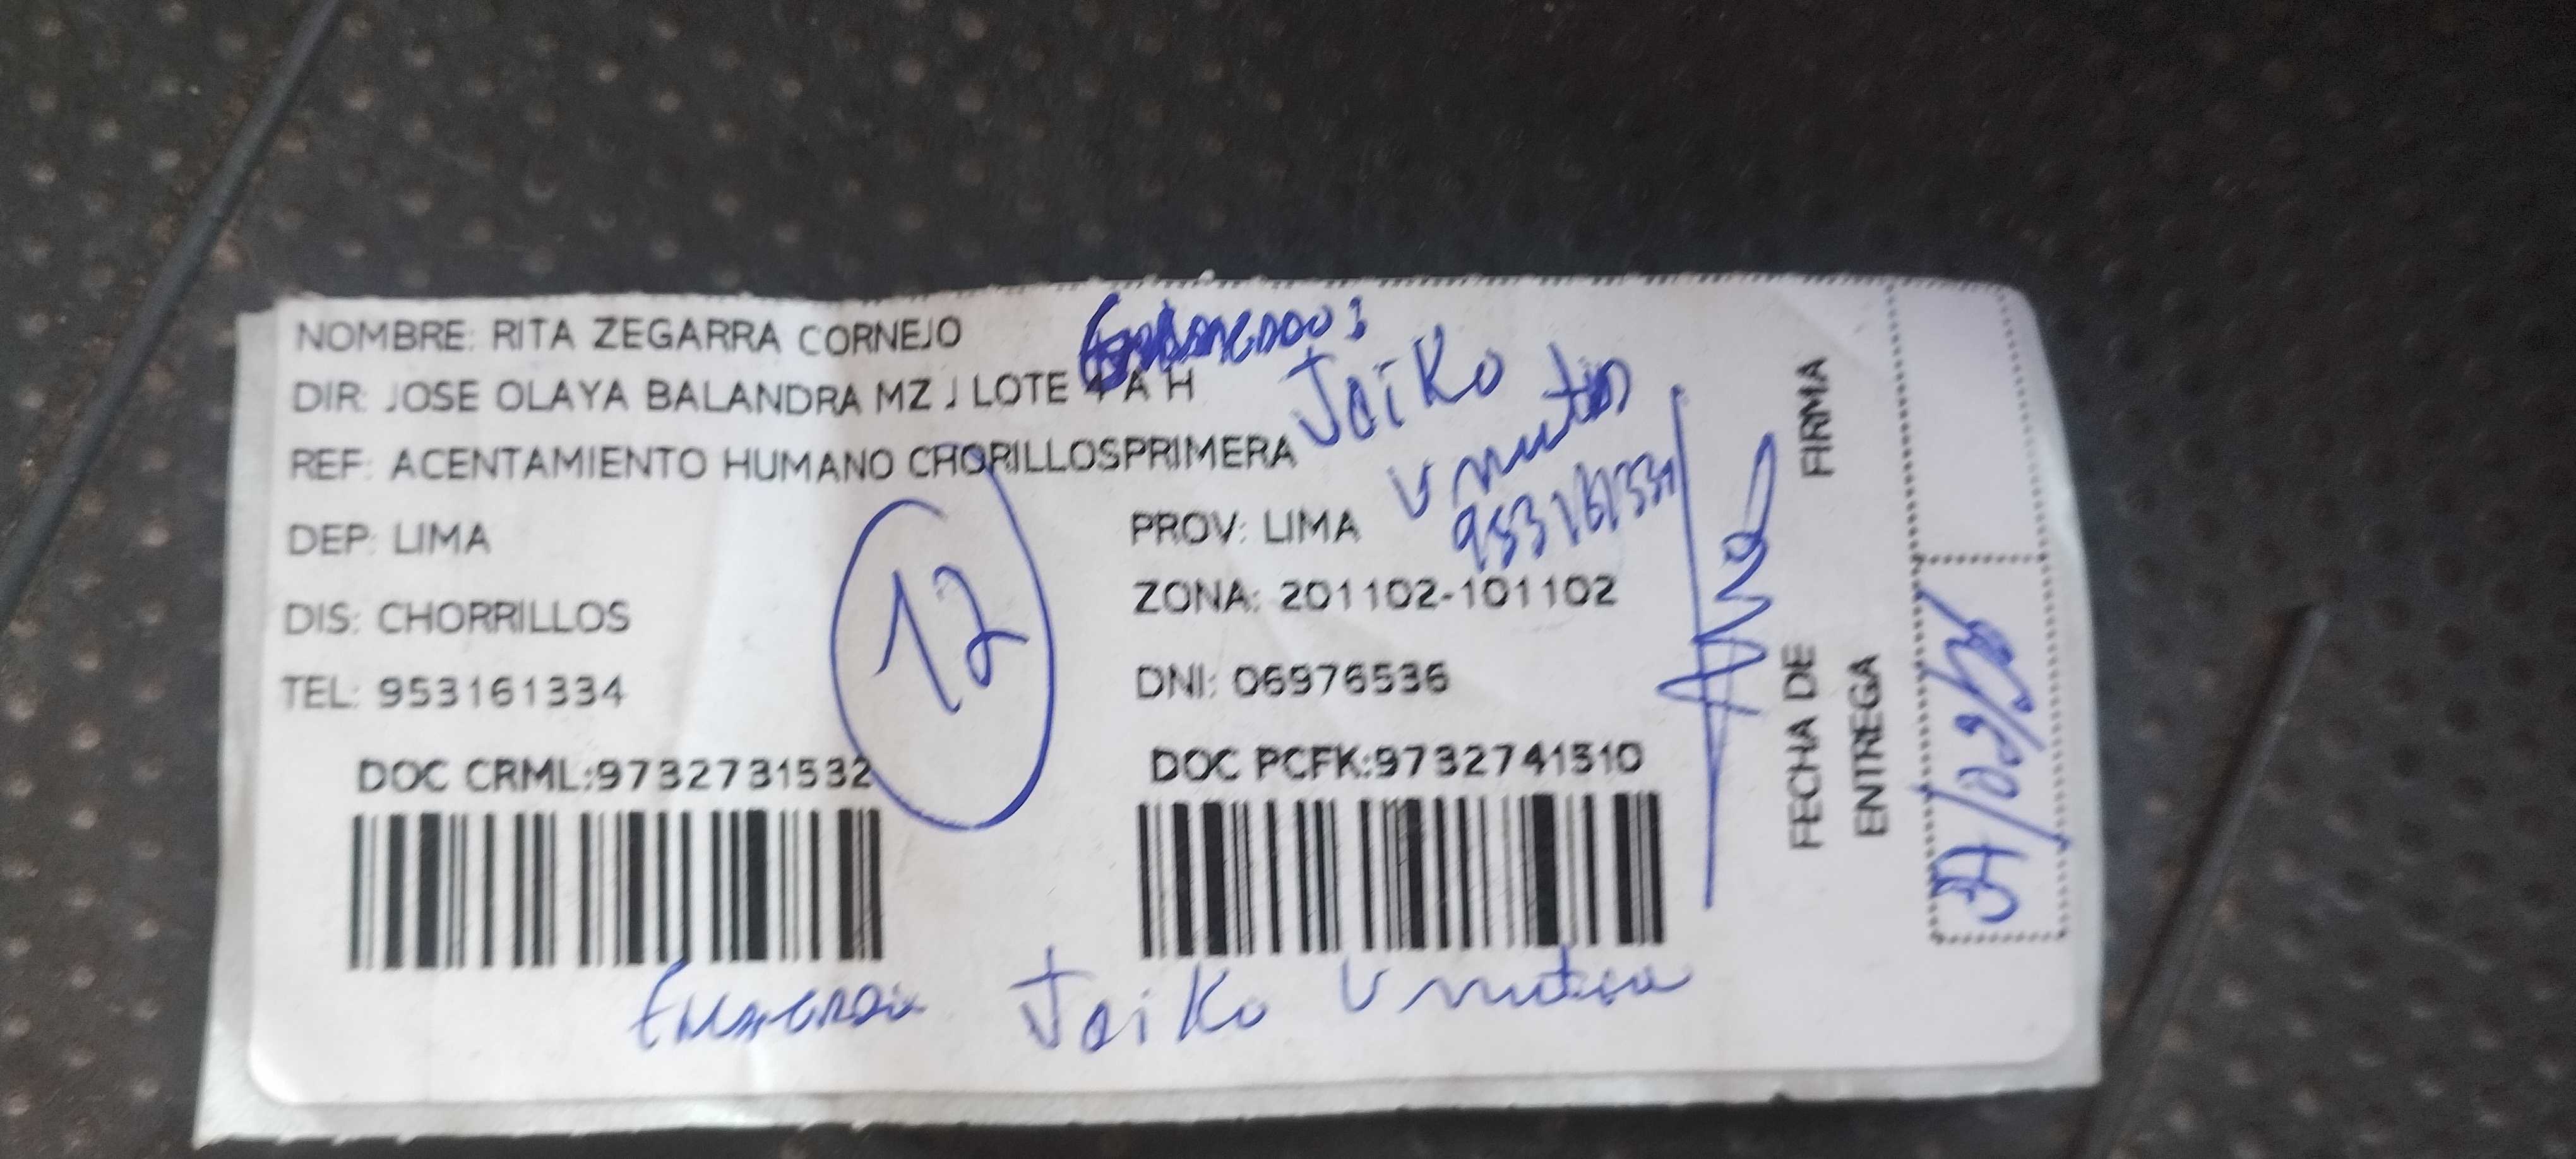 NOMBRE: RITA ZEGARRA CORNEJO
DIR: JOSE OLAYA BALANDRA MZ J LOTE 4 A H
REF: ACENTAMIENTO HUMANO CHORILLOSPRIMERA
Jaiko
953161334
DEP: LIMA
PROV: LIMA
12
DIS: CHORRILLOS
ZONA: 201102-101102
TEL: 953161334
DNI: 06976536
DOC CRML:9732731532
DOC PCFK:9732741510
Jaiko
FIRMA
FECHA DE
ENTREGA